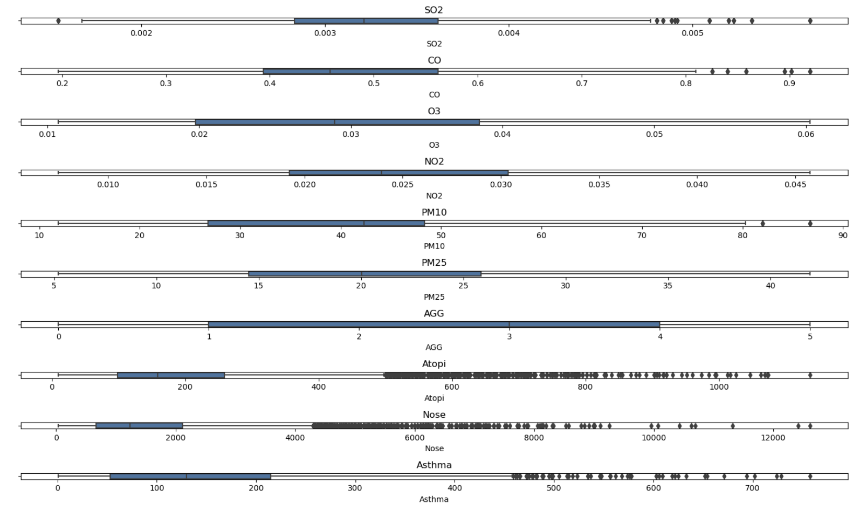 SO2
0.002 0.003 0.004 0.005
SO2
CO
0.2 0.3 0.4 0.5 0.6 0.7 0.8 0.9
CO
O3
0.01 0.02 0.03 0.04 0.05 0.06
O3
NO2
0.010 0.015 0.020 0.025 0.030 0.035 0.040 0.045
NO2
PM10
10 20 30 40 50 60 70 80 90
PM10
PM25
5 10 15 20 25 30 35 40
PM25
AGG
0 1 2 3 4 5
AGG
Atopi
0 200 400 600 800 1000
Atopi
Nose
0 2000 4000 6000 8000 10000 12000
Nose
Asthma
0 100 200 300 400 500 600 700
Asthma